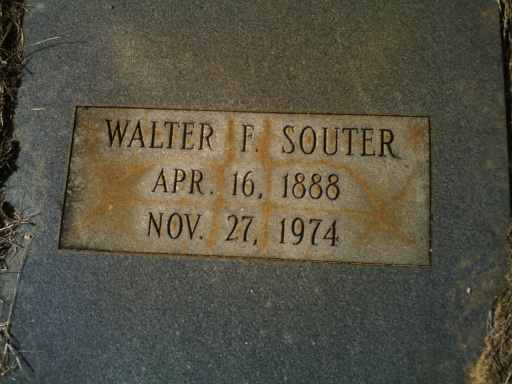 WALTER F. SOUTER
APR. 16, 1888
NOV. 27, 1974